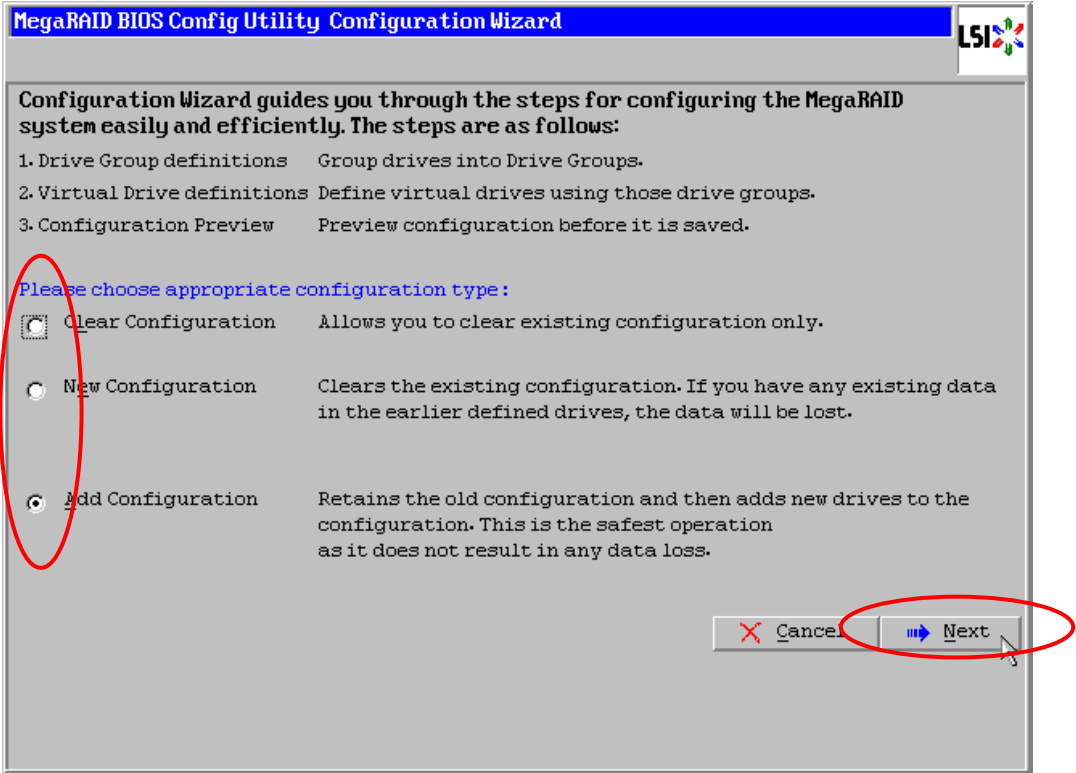 MegaRAID BIOS Config Utility Configuration Wizard
LSI
Configuration Wizard guides you through the steps for configuring the MegaRAID
system easily and efficiently. The steps are as follows:
1. Drive Group definitions Group drives into Drive Groups.
2. Virtual Drive definitions Define virtual drives using those drive groups.
3. Configuration Preview Preview configuration before it is saved.
Please choose appropriate configuration type:
Clear Configuration Allows you to clear existing configuration only.
New Configuration Clears the existing configuration. If you have any existing data
in the earlier defined drives, the data will be lost.
Add Configuration Retains the old configuration and then adds new drives to the
configuration. This is the safest operation
as it does not result in any data loss.
Cancel Next